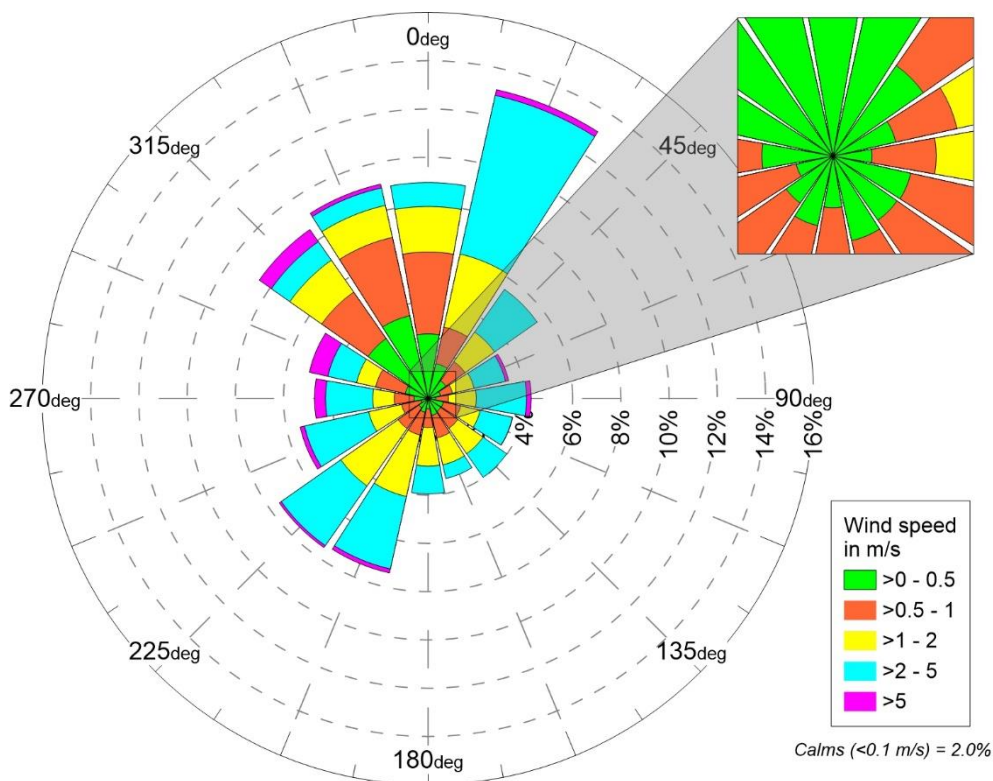 0deg
45deg
90deg
135deg
180deg
225deg
270deg
315deg
4%
6%
8%
10%
12%
14%
16%
Wind speed
in m/s
>0 - 0.5
>0.5 - 1
>1 - 2
>2 - 5
>5
Calms (<0.1 m/s) = 2.0%